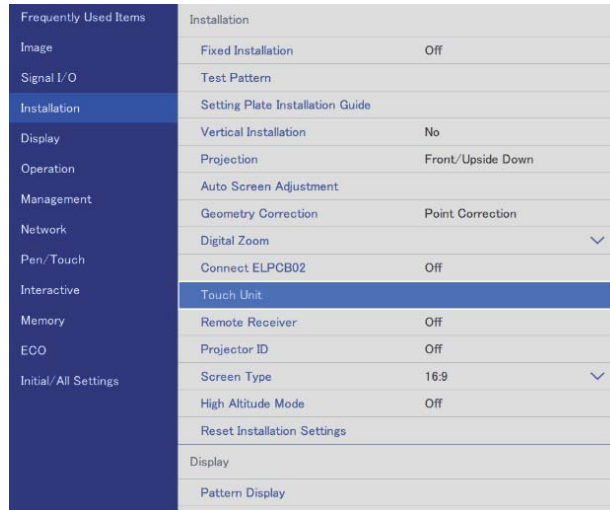 Frequently Used Items
Image
Signal I/O
Installation
Display
Operation
Management
Network
Pen/Touch
Interactive
Memory
ECO
Initial/All Settings
Installation
Fixed Installation Off
Test Pattern
Setting Plate Installation Guide
Vertical Installation No
Projection Front/Upside Down
Auto Screen Adjustment
Geometry Correction Point Correction
Digital Zoom
Connect ELPCB02 Off
Touch Unit
Remote Receiver Off
Projector ID Off
Screen Type 16:9
High Altitude Mode Off
Reset Installation Settings
Display
Pattern Display